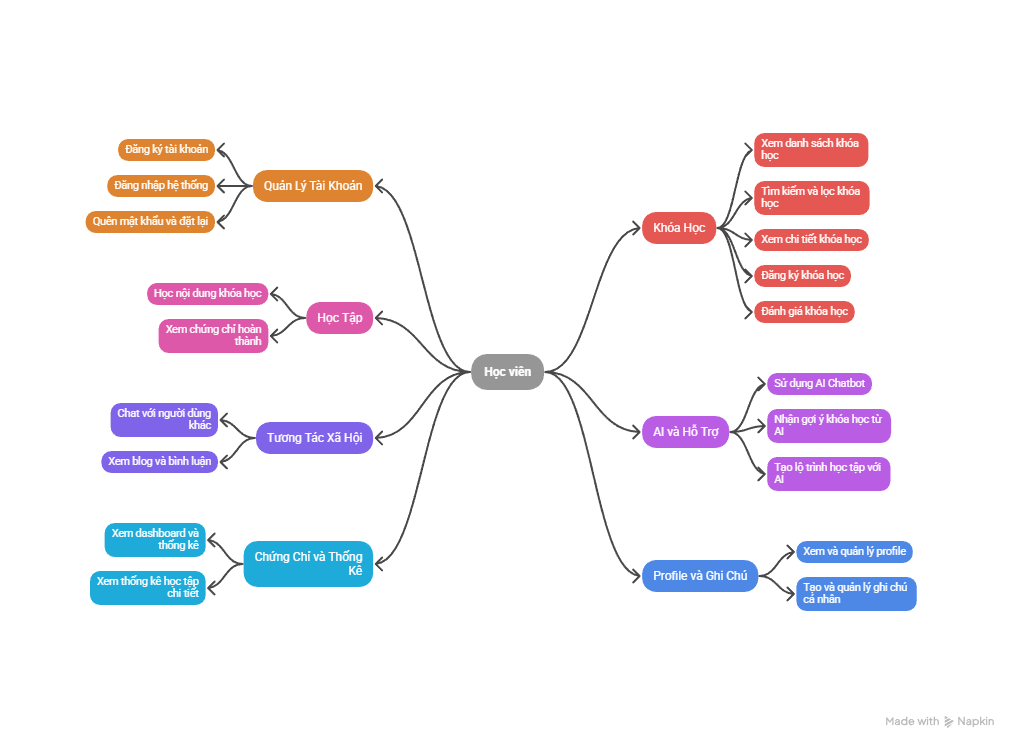 Học viên
Quản Lý Tài Khoản
Đăng ký tài khoản
Đăng nhập hệ thống
Quên mật khẩu và đặt lại
Học Tập
Học nội dung khóa học
Xem chứng chỉ hoàn
thành
Tương Tác Xã Hội
Chat với người dùng
khác
Xem blog và bình luận
Chứng Chỉ và Thống
Kê
Xem dashboard và
thống kê
Xem thống kê học tập
chi tiết
Khóa Học
Xem danh sách khóa
học
Tìm kiếm và lọc khóa
học
Xem chi tiết khóa học
Đăng ký khóa học
Đánh giá khóa học
AI và Hỗ Trợ
Sử dụng AI Chatbot
Nhận gợi ý khóa học từ
AI
Tạo lộ trình học tập với
AI
Profile và Ghi Chú
Xem và quản lý profile
Tạo và quản lý ghi chú
cá nhân
Made with Napkin